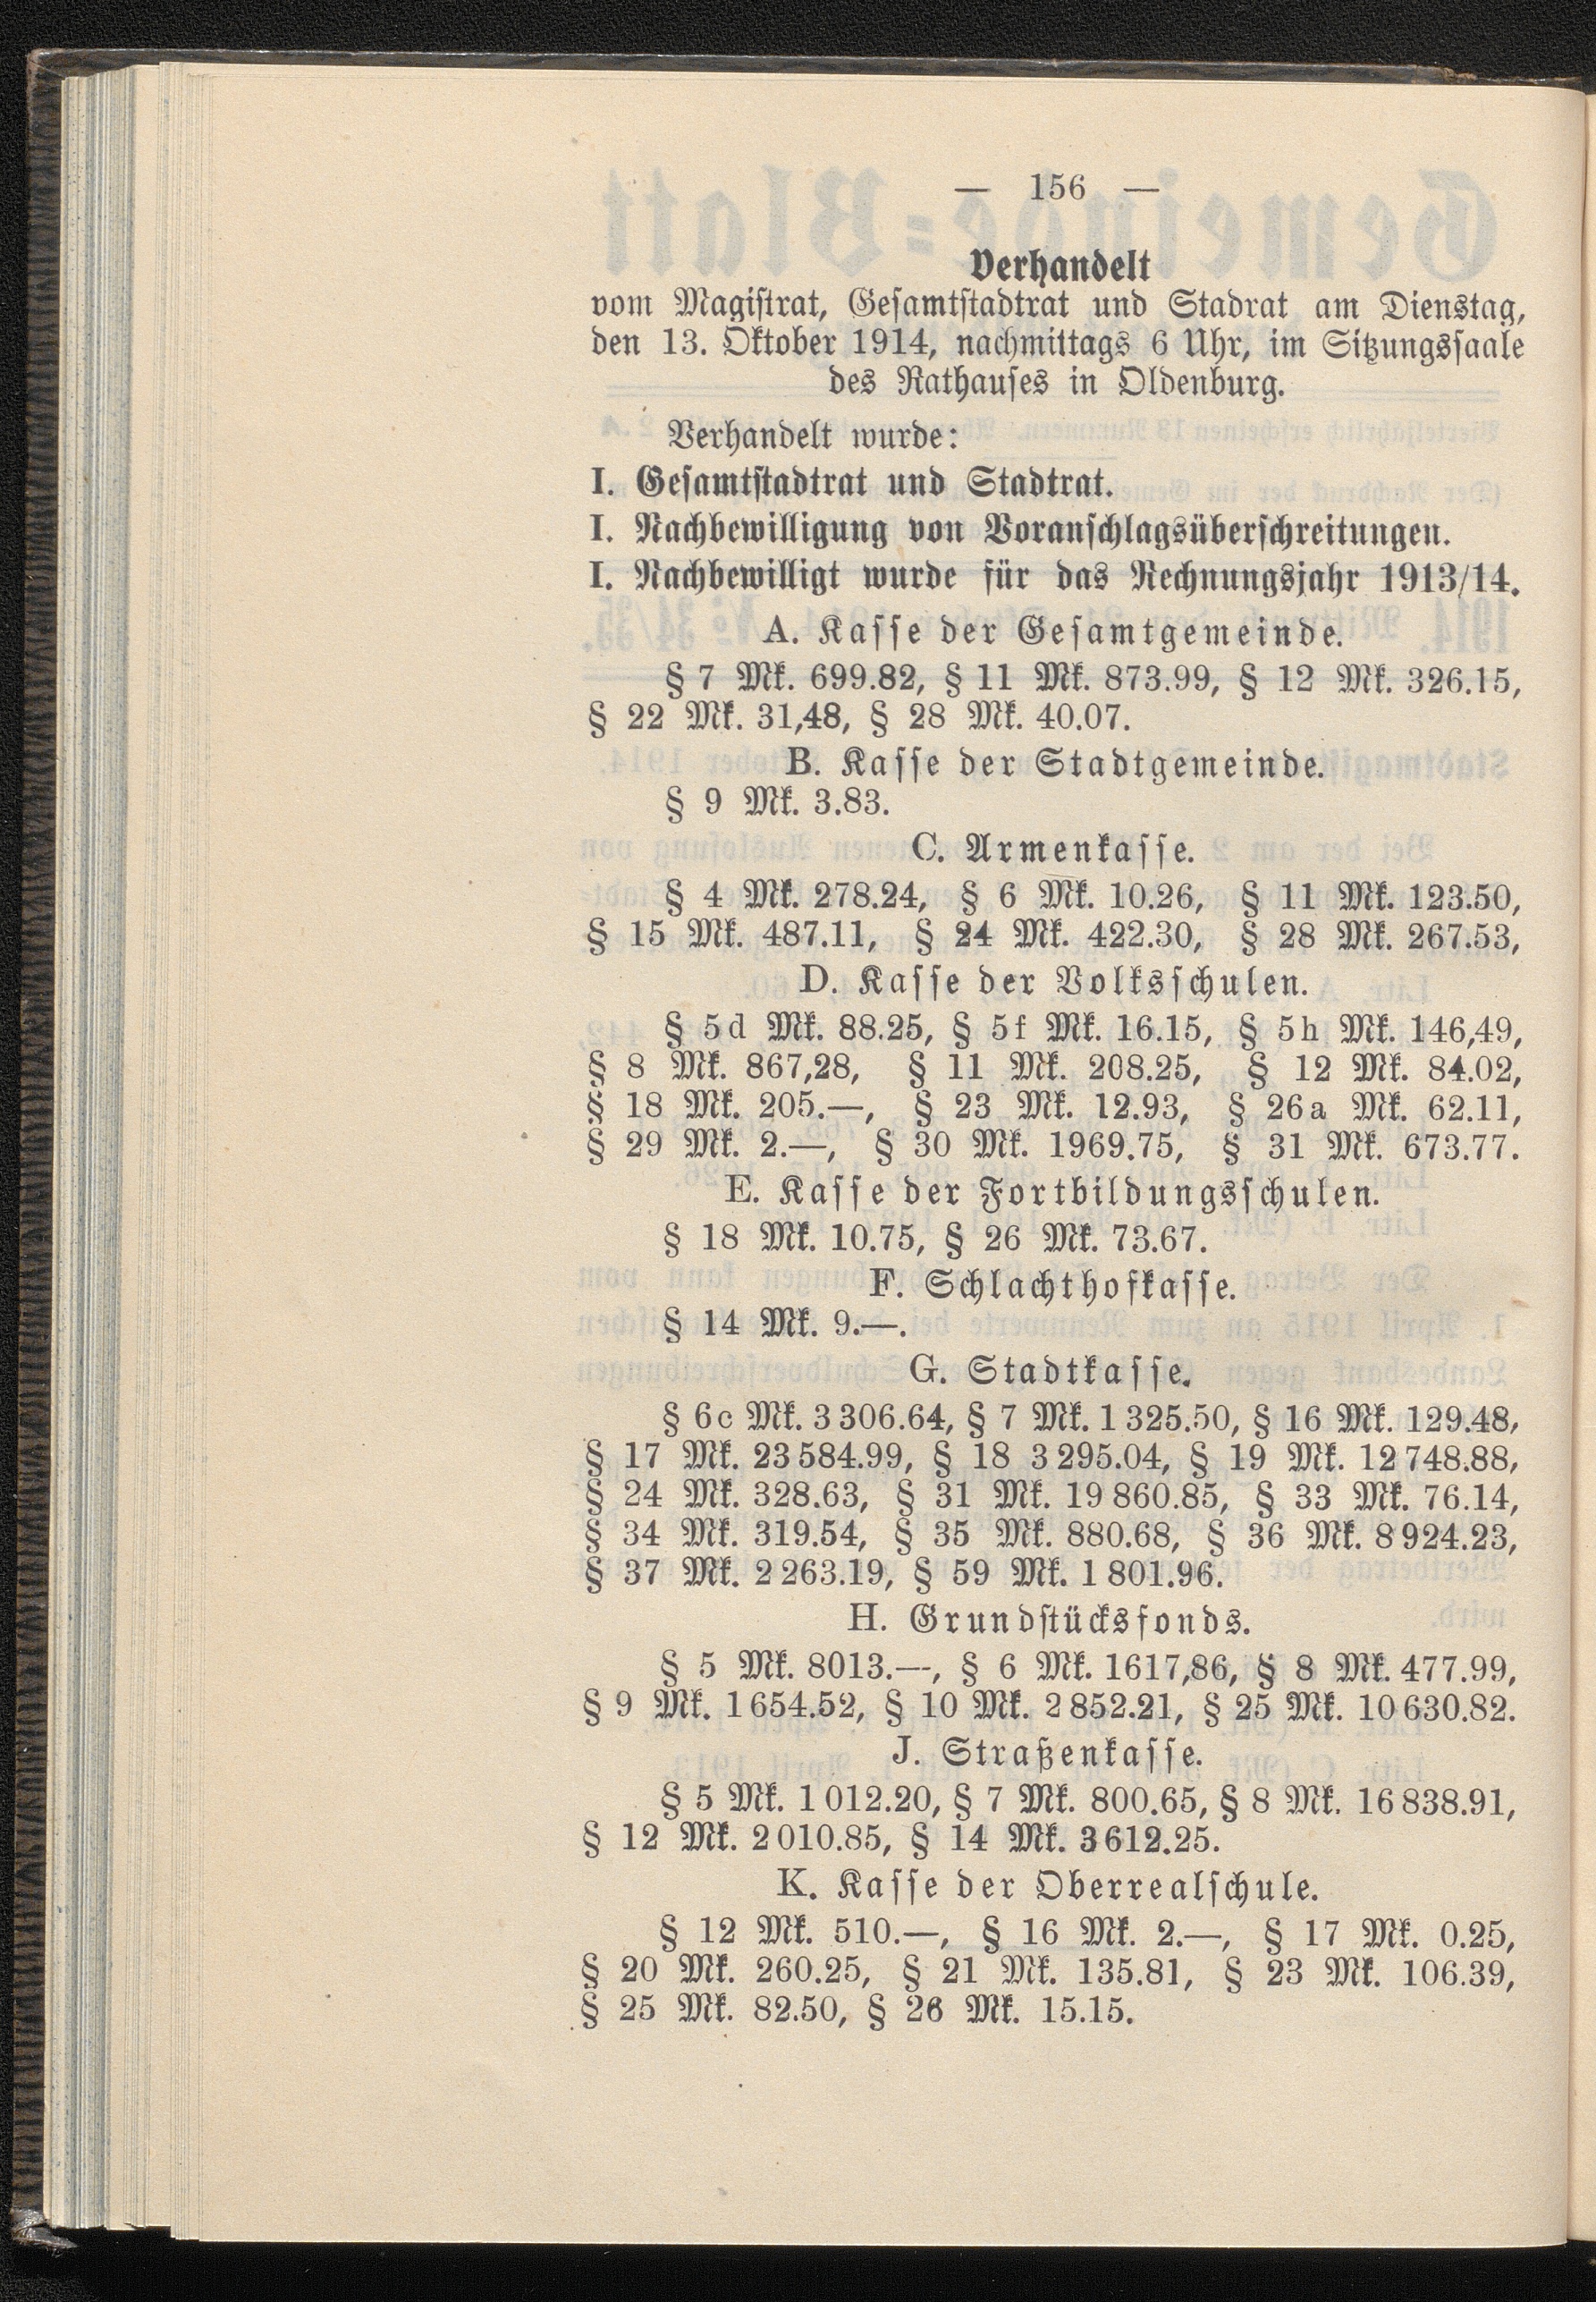 — 156 —
Verhandelt
vom Magiſtrat, Geſamtſtadtrat und Stadrat am Dienstag,
den 13. Oktober 1914, nachmittags 6 Uhr, im Sitzungsſaale
des Rathauſes in Oldenburg.
Verhandelt wurde:
I. Geſamtſtadtrat und Stadtrat.
I. Nachbewilligung von Voranſchlagsüberſchreitungen.
I. Nachbewilligt wurde für das Rechnungsjahr 1913/14.
A. Kaſſe der Geſamtgemeinde.
§ 7 Mk. 699.82, § 11 Mk. 873.99, § 12 Mk. 326.15,
§ 22 Mk. 31,48, § 28 Mk. 40.07.
B. Kaſſe der Stadtgemeinde.
§ 9 Mk. 3.83.
C. Armenkaſſe.
§ 4 Mk. 278.24, § 6 Mk. 10.26, § 11 Mk. 123.50,
§ 15 Mk. 487.11, § 24 Mk. 422.30, § 28 Mk. 267.53,
D. Kaſſe der Volksſchulen.
§ 5d Mk. 88.25, § 5f Mk. 16.15, § 5h Mk. 146,49,
§ 8 Mk. 867,28, § 11 Mk. 208.25, § 12 Mk. 84.02,
§ 18 Mk. 205.—, § 23 Mk. 12.93, § 26a Mk. 62.11,
§ 29 Mk. 2.—, § 30 Mk. 1969.75, § 31 Mk. 673.77.
E. Kaſſe der Fortbildungsſchulen.
§ 18 Mk. 10.75, § 26 Mk. 73.67.
F. Schlachthofkaſſe.
§ 14 Mk. 9.—.
G. Stadtkaſſe.
§ 6c Mk. 3 306.64, § 7 Mk. 1 325.50, § 16 Mk. 129.48,
§ 17 Mk. 23 584.99, § 18 3 295.04, § 19 Mk. 12 748.88,
§ 24 Mk. 328.63, § 31 Mk. 19 860.85, § 33 Mk. 76.14,
§ 34 Mk. 319.54, § 35 Mk. 880.68, § 36 Mk. 8 924.23,
§ 37 Mk. 2 263.19, § 59 Mk. 1 801.96.
H. Grundſtücksfonds.
§ 5 Mk. 8013.—, § 6 Mk. 1617,86, § 8 Mk. 477.99,
§ 9 Mk. 1 654.52, § 10 Mk. 2 852.21, § 25 Mk. 10 630.82.
J. Straßenkaſſe.
§ 5 Mk. 1 012.20, § 7 Mk. 800.65, § 8 Mk. 16 838.91,
§ 12 Mk. 2 010.85, § 14 Mk. 3 612.25.
K. Kaſſe der Oberrealſchule.
§ 12 Mk. 510.—, § 16 Mk. 2.—, § 17 Mk. 0.25,
§ 20 Mk. 260.25, § 21 Mk. 135.81, § 23 Mk. 106.39,
§ 25 Mk. 82.50, § 26 Mk. 15.15.